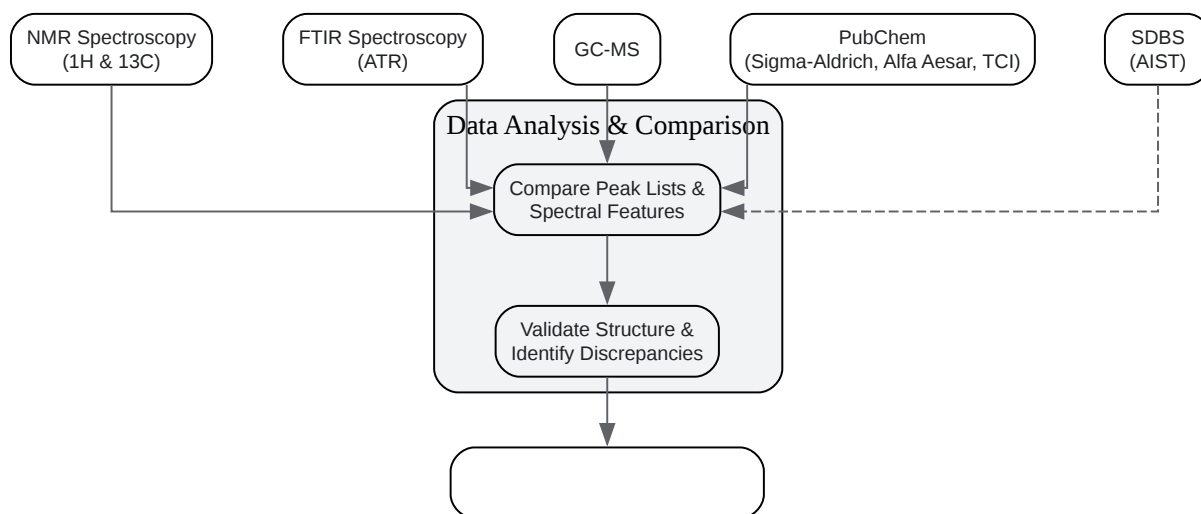 NMR Spectroscopy
(1H & 13C)
FTIR Spectroscopy
(ATR)
GC-MS
PubChem
(Sigma-Aldrich, Alfa Aesar, TCI)
SDBS
(AIST)
Data Analysis & Comparison
Compare Peak Lists &
Spectral Features
Validate Structure &
Identify Discrepancies